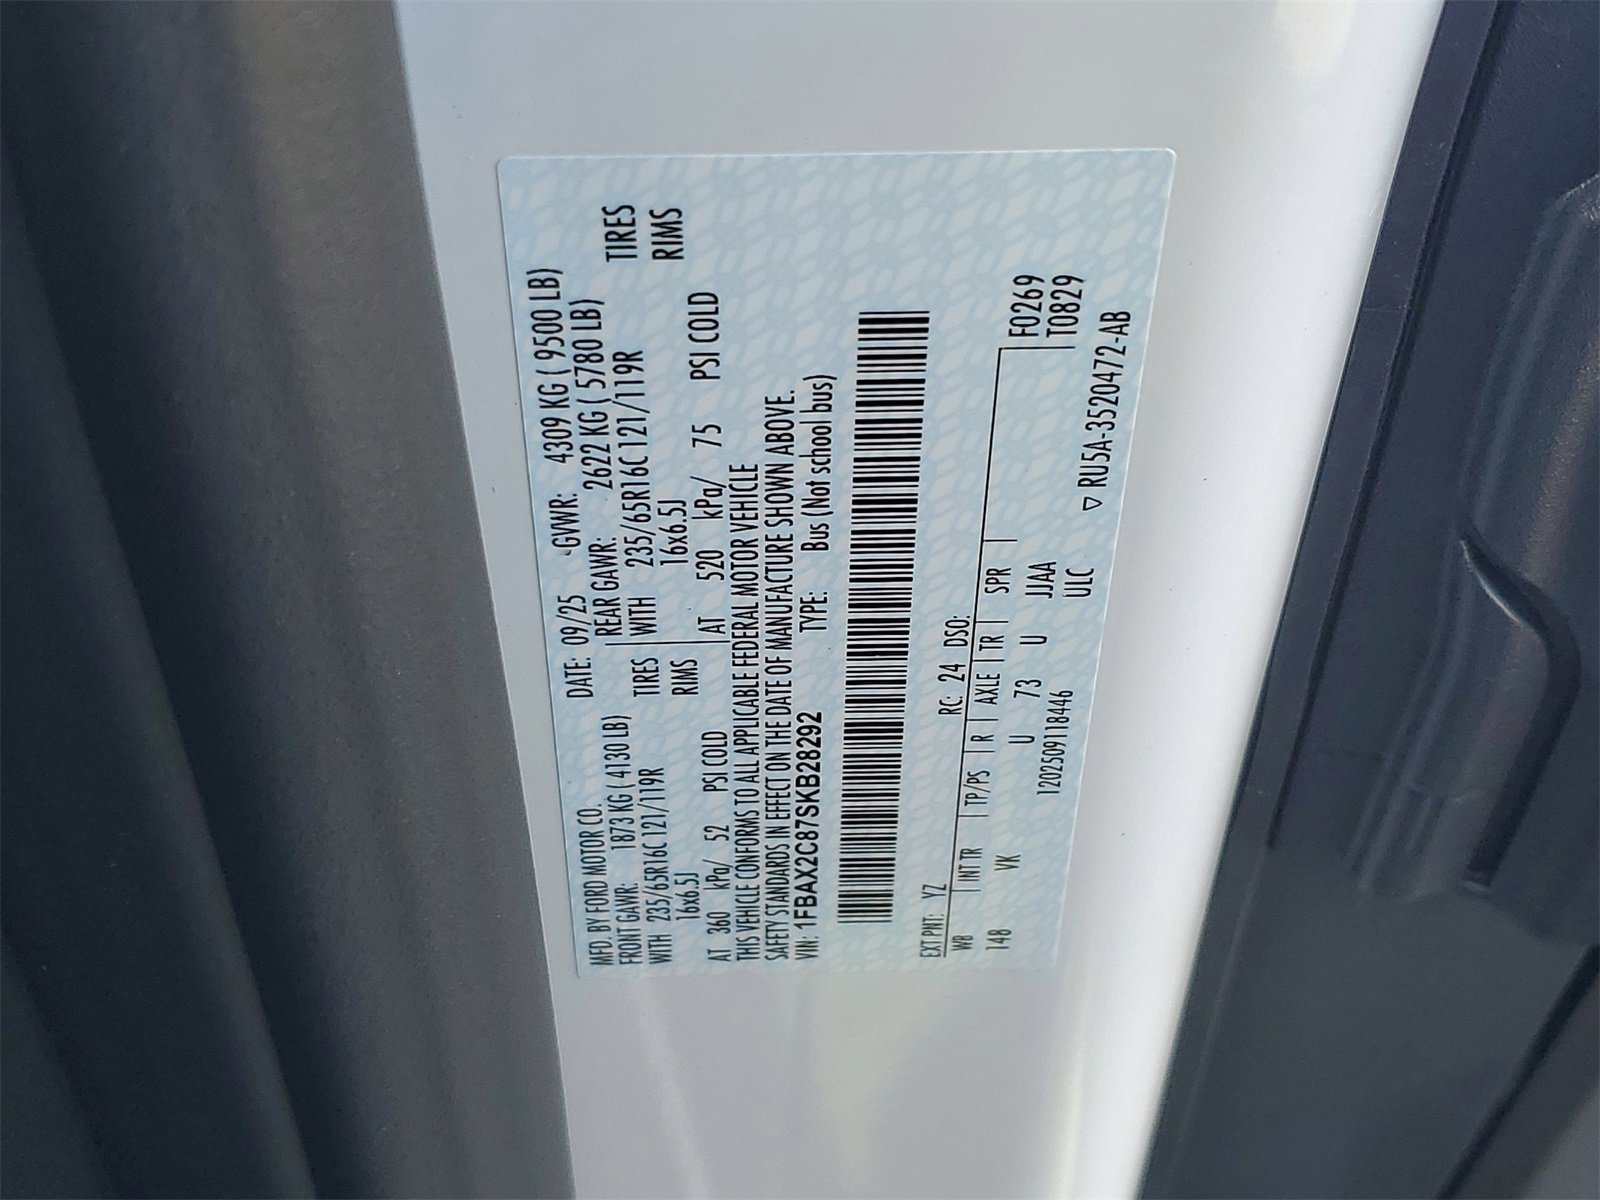 MFD. BY FORD MOTOR CO. DATE: 09/25 GVWR: 4309 KG ( 9500 LB)
FRONT GAWR: 1873 KG ( 4130 LB) REAR GAWR: 2622 KG ( 5780 LB)
WITH 235/65R16C 121/119R TIRES WITH 235/65R16C 121/119R TIRES
16x6.5J RIMS 16x6.5J RIMS
AT 360 kPa/ 52 PSI COLD AT 520 kPa/ 75 PSI COLD
THIS VEHICLE CONFORMS TO ALL APPLICABLE FEDERAL MOTOR VEHICLE
SAFETY STANDARDS IN EFFECT ON THE DATE OF MANUFACTURE SHOWN ABOVE.
VIN: 1FBAX2C87SKB28292 TYPE: Bus (Not school bus)
EXT PNT: YZ RC: 24 DSO:
WB INT TR TP/PS R AXLE TR SPR F0269
148 VK U 73 U JJAA T0829
1202509118446 ULC
▽ RU5A-3520472-AB